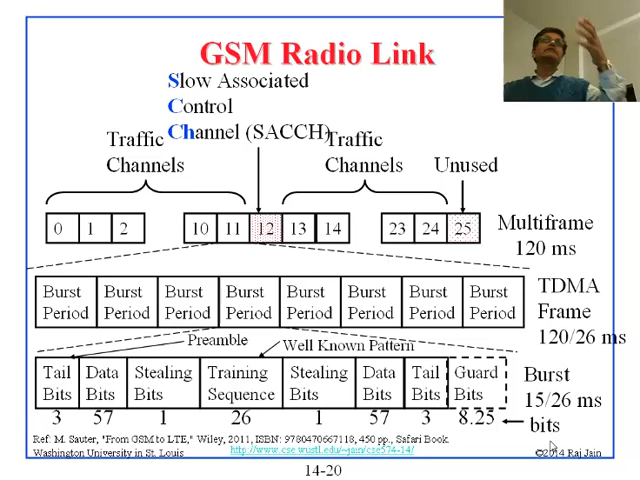 GSM Radio Link
Slow Associated
Control
Channel (SACCH)
Traffic
Channels
Traffic
Channels
Unused
0 1 2 10 11 12 13 14 23 24 25
Multiframe
120 ms
Burst Period Burst Period Burst Period Burst Period Burst Period Burst Period Burst Period Burst Period
TDMA
Frame
120/26 ms
Preamble
Well Known Pattern
Tail Bits Data Bits Stealing Bits Training Sequence Stealing Bits Data Bits Tail Bits Guard Bits
Burst
15/26 ms
3 57 1 26 1 57 3 8.25 bits
Ref: M. Sauter, "From GSM to LTE," Wiley, 2011, ISBN: 9780470667118, 450 pp., Safari Book.
Washington University in St. Louis http://www.cse.wustl.edu/~jain/cse574-14/ ©2014 Raj Jain
14-20